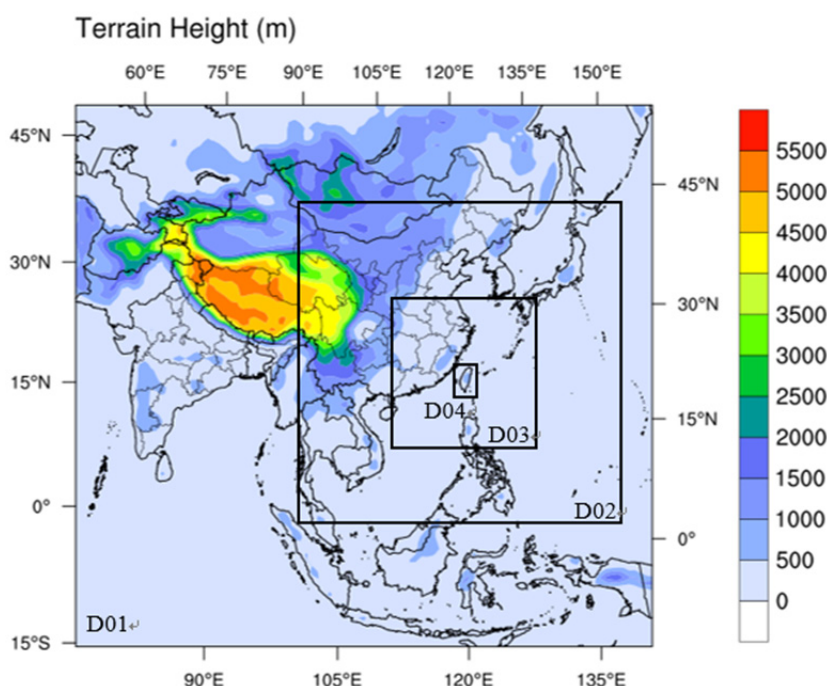 Terrain Height (m)
60°E 75°E 90°E 105°E 120°E 135°E 150°E
45°N
30°N
15°N
0°
15°S
45°N
30°N
15°N
0°
D04
D03↵
D02↵
D01↵
90°E 105°E 120°E 135°E
5500
5000
4500
4000
3500
3000
2500
2000
1500
1000
500
0